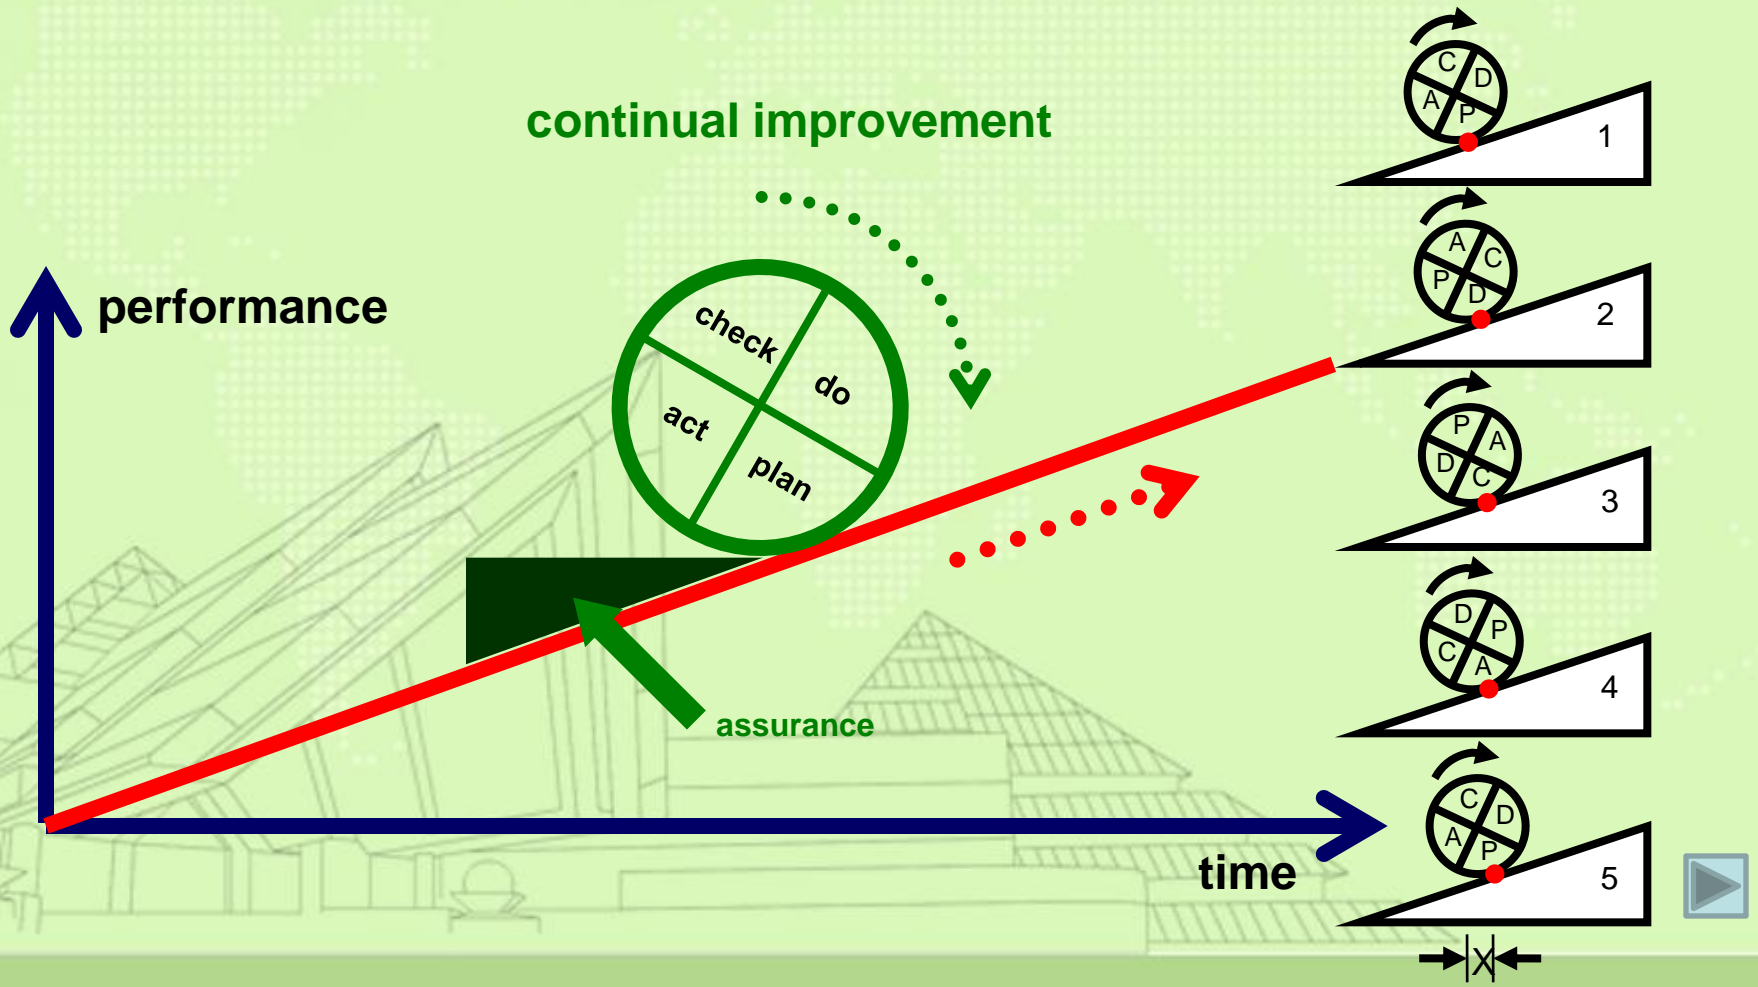 continual improvement
performance
check
do
act
plan
assurance
time
C
D
A
P
1
A
C
P
D
2
P
A
D
C
3
D
P
C
A
4
C
D
A
P
5
X